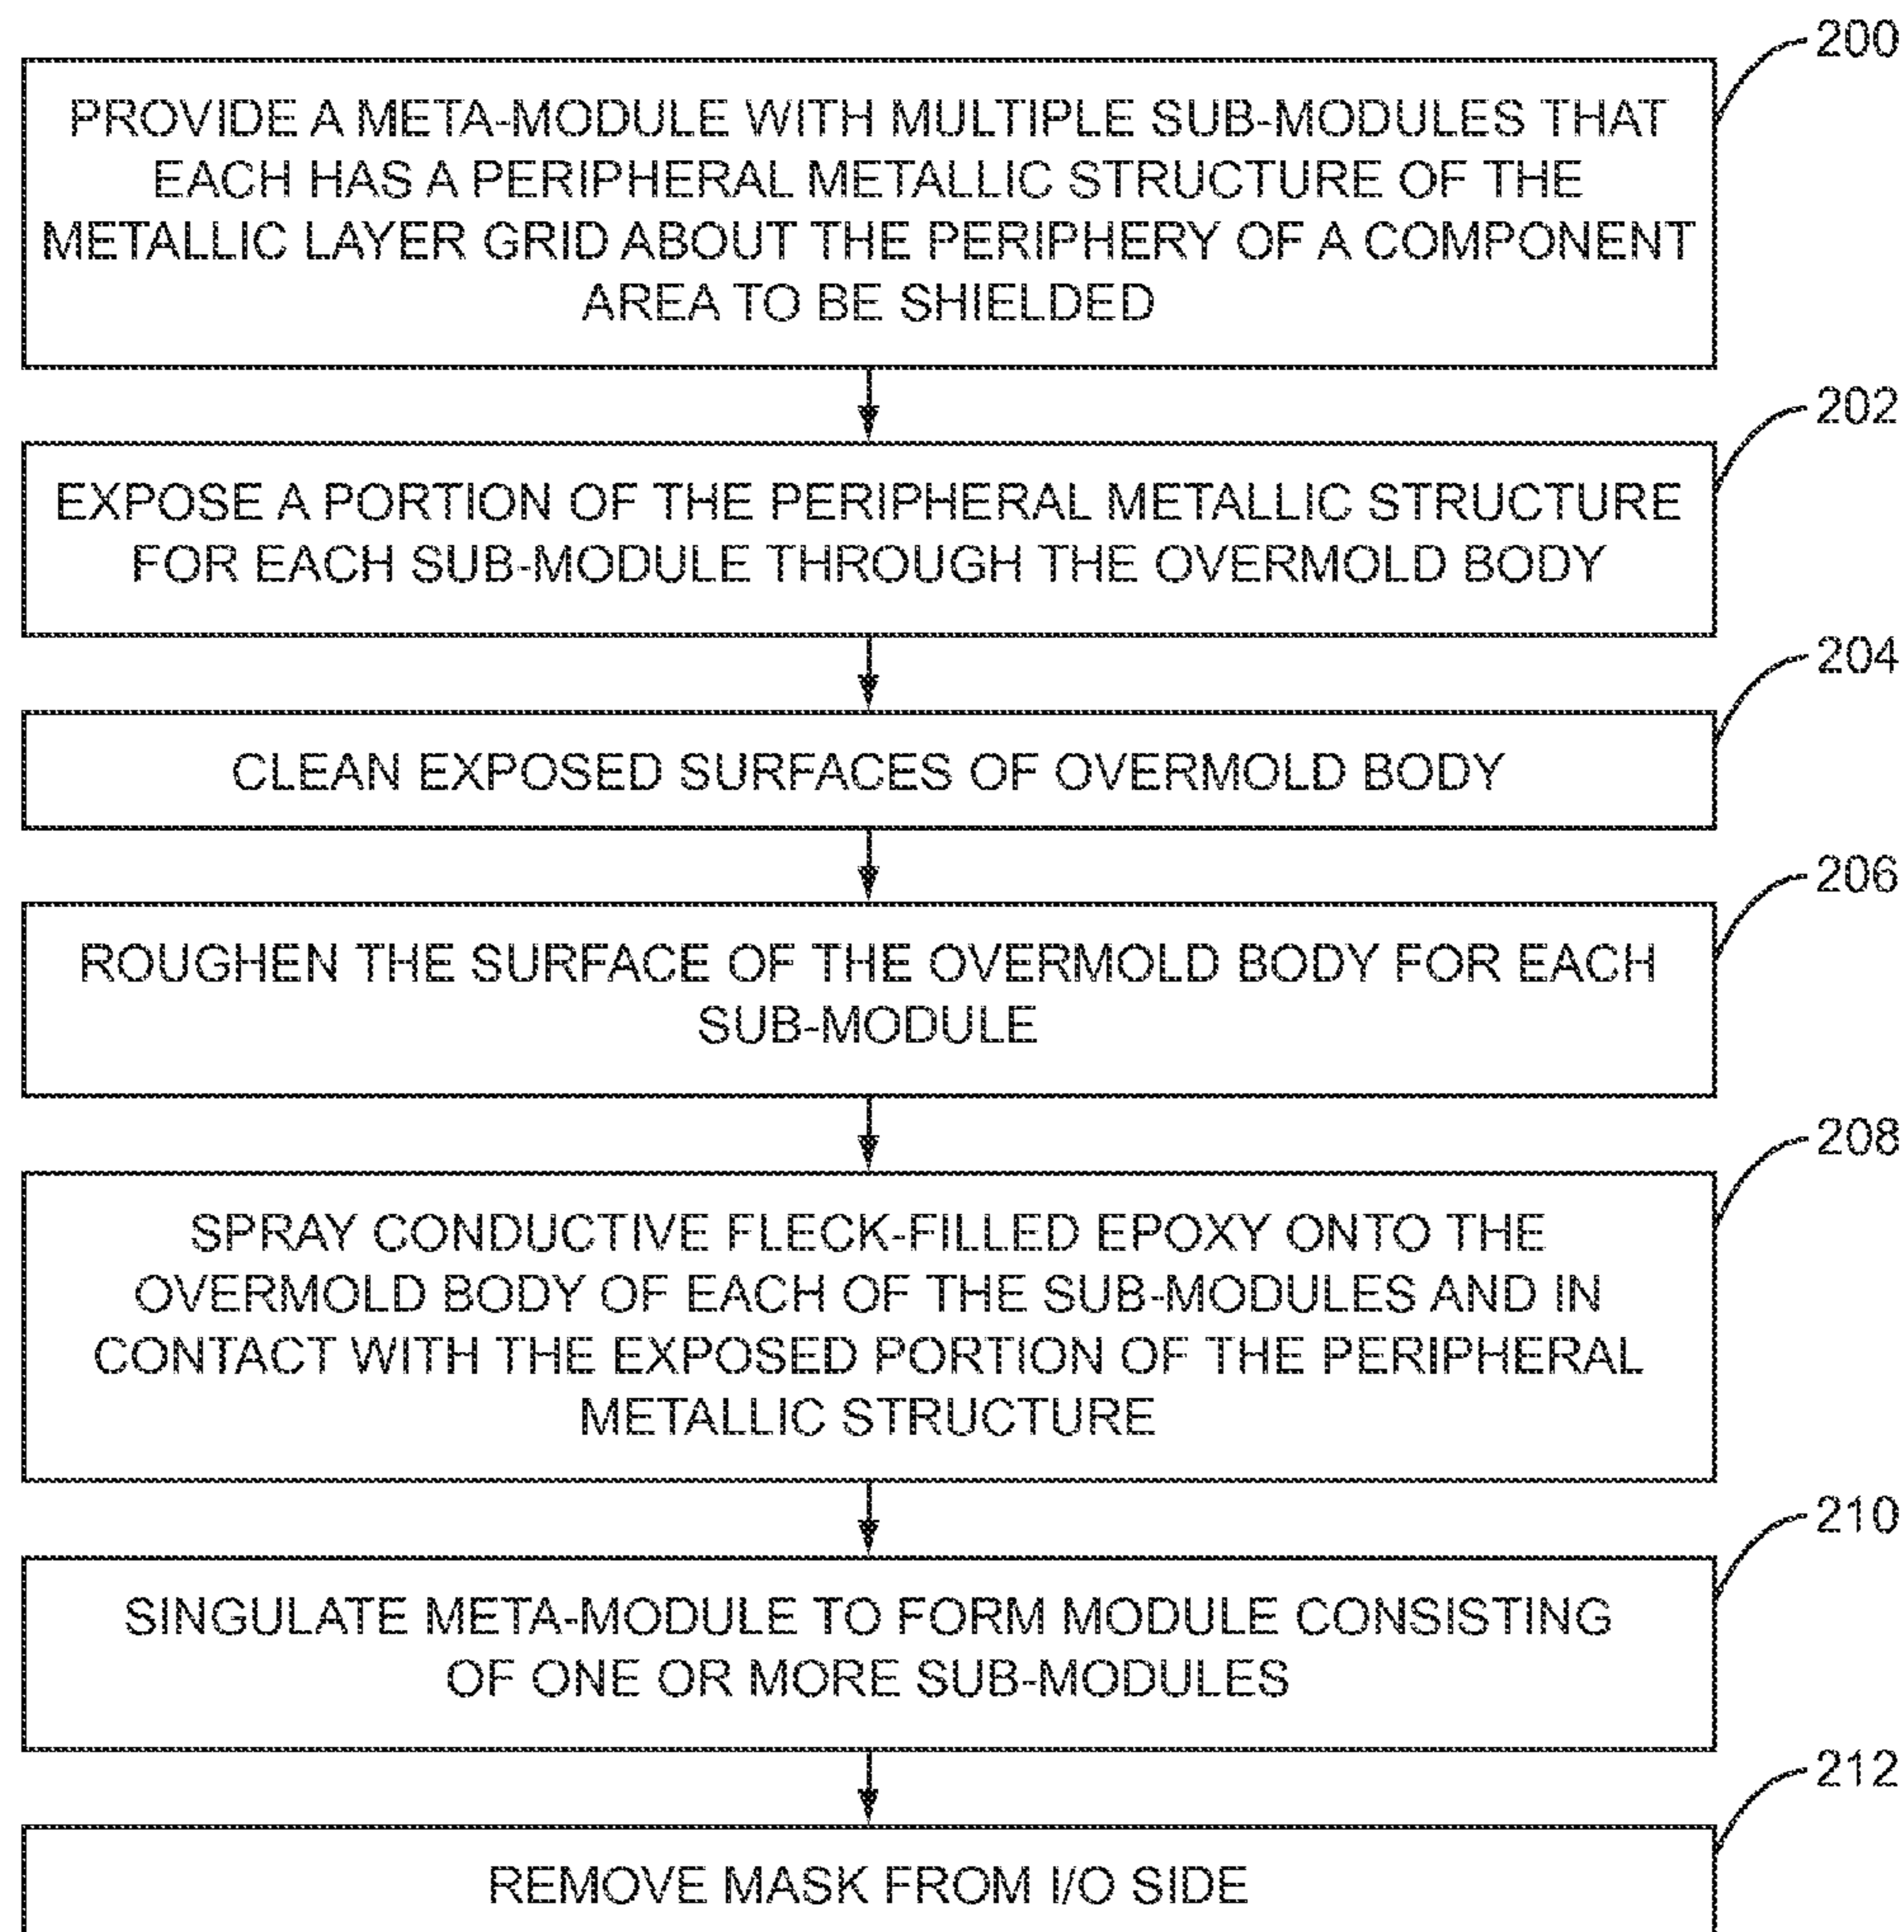 200
PROVIDE A META-MODULE WITH MULTIPLE SUB-MODULES THAT
EACH HAS A PERIPHERAL METALLIC STRUCTURE OF THE
METALLIC LAYER GRID ABOUT THE PERIPHERY OF A COMPONENT
AREA TO BE SHIELDED
202
EXPOSE A PORTION OF THE PERIPHERAL METALLIC STRUCTURE
FOR EACH SUB-MODULE THROUGH THE OVERMOLD BODY
204
CLEAN EXPOSED SURFACES OF OVERMOLD BODY
206
ROUGHEN THE SURFACE OF THE OVERMOLD BODY FOR EACH
SUB-MODULE
208
SPRAY CONDUCTIVE FLECK-FILLED EPOXY ONTO THE
OVERMOLD BODY OF EACH OF THE SUB-MODULES AND IN
CONTACT WITH THE EXPOSED PORTION OF THE PERIPHERAL
METALLIC STRUCTURE
210
SINGULATE META-MODULE TO FORM MODULE CONSISTING
OF ONE OR MORE SUB-MODULES
212
REMOVE MASK FROM I/O SIDE